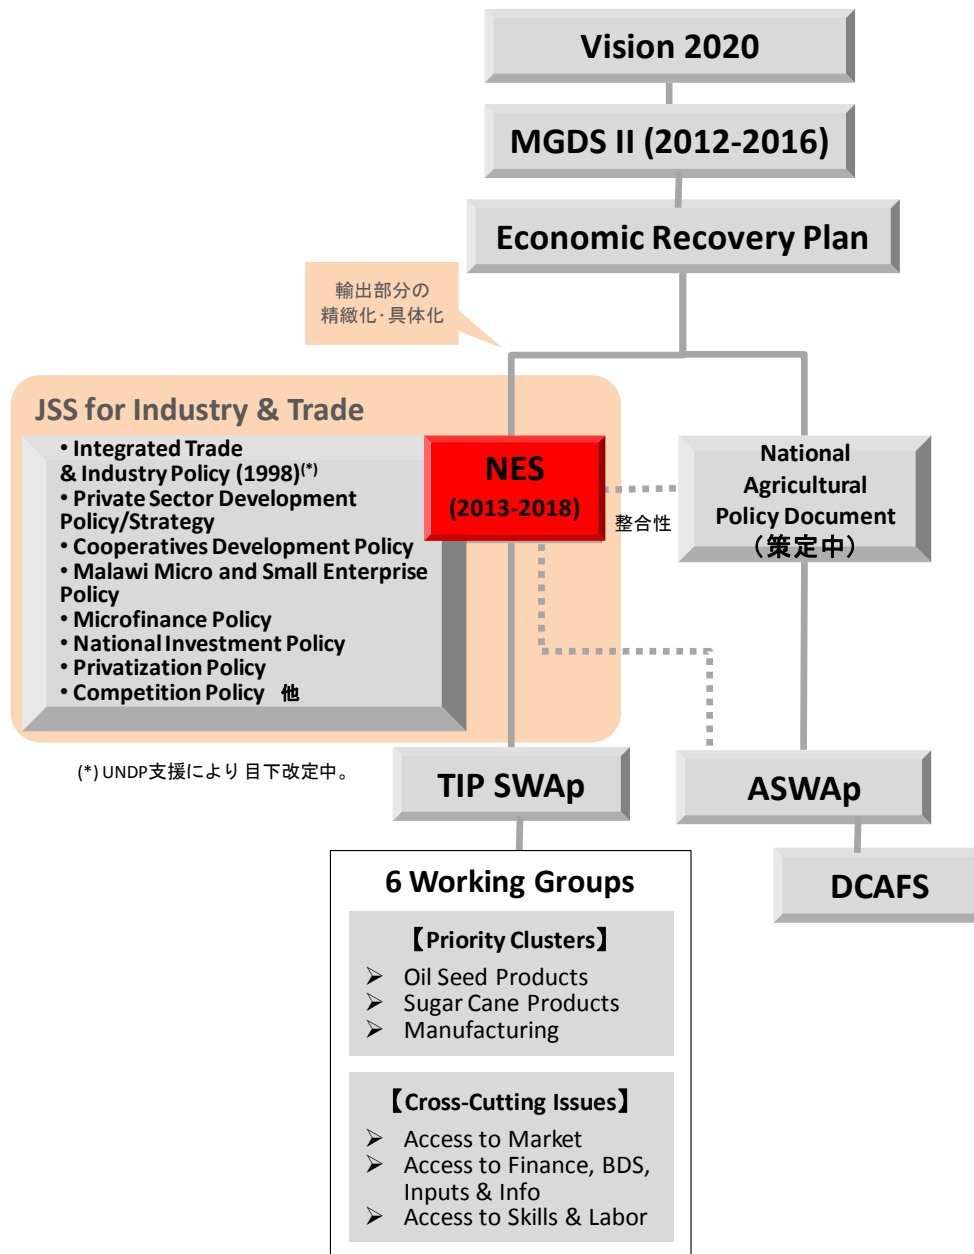 Vision 2020
MGDS II (2012-2016)
Economic Recovery Plan
輸出部分の
精緻化・具体化
JSS for Industry & Trade
• Integrated Trade
& Industry Policy (1998)(*)
• Private Sector Development
Policy/Strategy
• Cooperatives Development Policy
• Malawi Micro and Small Enterprise
Policy
• Microfinance Policy
• National Investment Policy
• Privatization Policy
• Competition Policy 他
NES
(2013-2018)
整合性
National
Agricultural
Policy Document
（策定中）
(*) UNDP支援により目下改定中。
TIP SWAp
ASWAp
DCAFS
6 Working Groups
【Priority Clusters】
➢ Oil Seed Products
➢ Sugar Cane Products
➢ Manufacturing
【Cross-Cutting Issues】
➢ Access to Market
➢ Access to Finance, BDS,
Inputs & Info
➢ Access to Skills & Labor